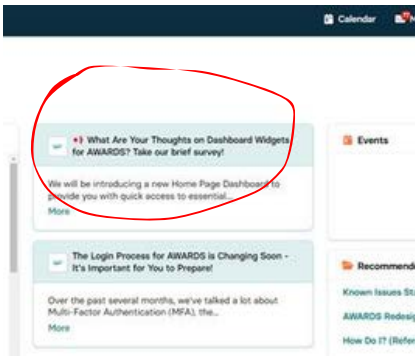 Calendar
What Are Your Thoughts on Dashboard Widgets
for AWARDS? Take our brief survey!
We will be introducing a new Home Page Dashboard to
provide you with quick access to essential...
More
The Login Process for AWARDS is Changing Soon -
It's Important for You to Prepare!
Over the past several months, we've talked a lot about
Multi-Factor Authentication (MFA), the...
More
Events
Recommend
Known Issues St
AWARDS Redesig
How Do I? (Refer